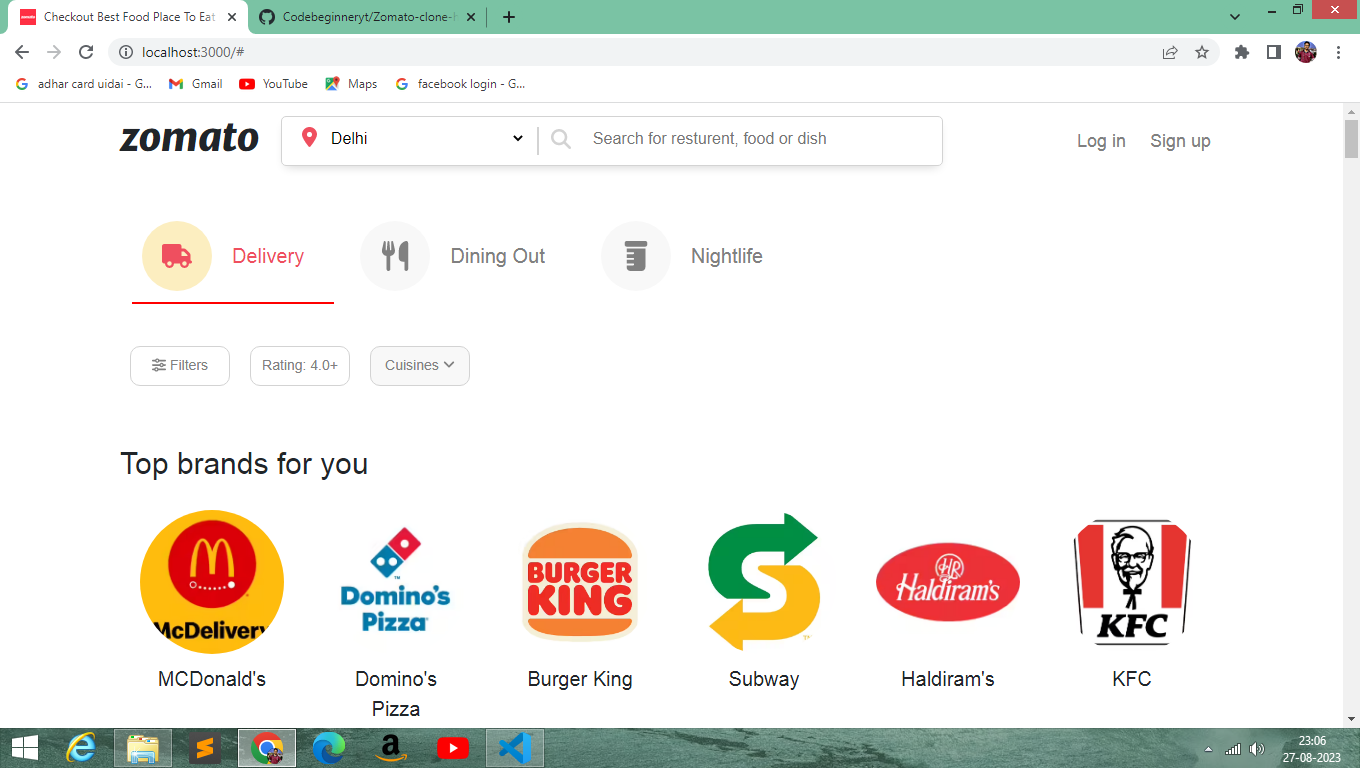 Checkout Best Food Place To Eat
Codebeginneryt/Zomato-clone-h
localhost:3000/#
adhar card uidai - G...
Gmail
YouTube
Maps
facebook login - G...
zomato
Delhi
Search for resturent, food or dish
Log in
Sign up
Delivery
Dining Out
Nightlife
Filters
Rating: 4.0+
Cuisines
Top brands for you
McDelivery
Domino's
Pizza
BURGER
KING
HR
Haldiram's
KFC
MCDonald's
Domino's
Pizza
Burger King
Subway
Haldiram's
KFC
23:06
27-08-2023